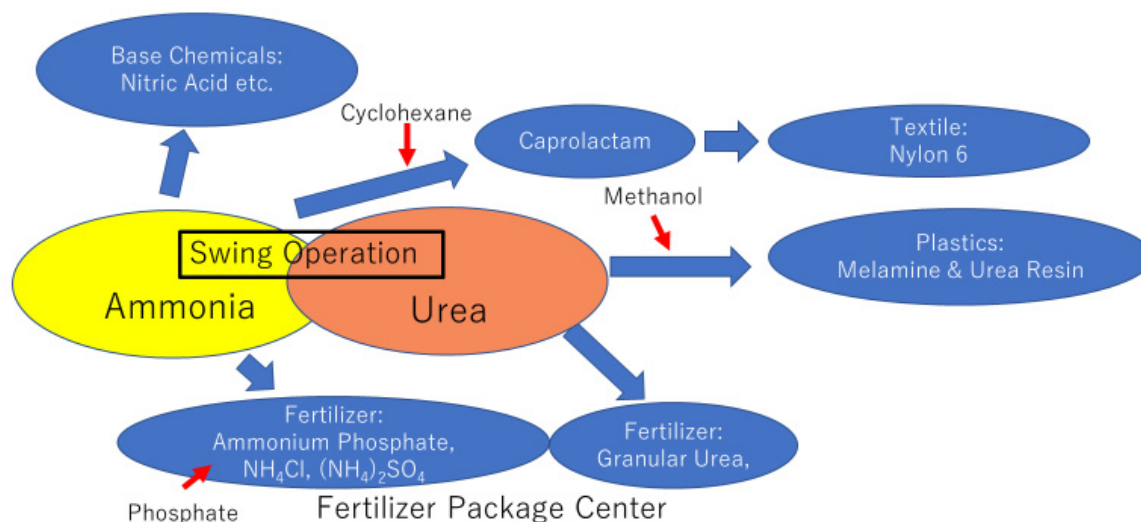 Base Chemicals:
Nitric Acid etc.
Cyclohexane
Caprolactam
Textile:
Nylon 6
Methanol
Swing Operation
Ammonia
Urea
Plastics:
Melamine & Urea Resin
Fertilizer:
Ammonium Phosphate,
NH₄Cl, (NH₄)₂SO₄
Fertilizer:
Granular Urea,
Phosphate
Fertilizer Package Center